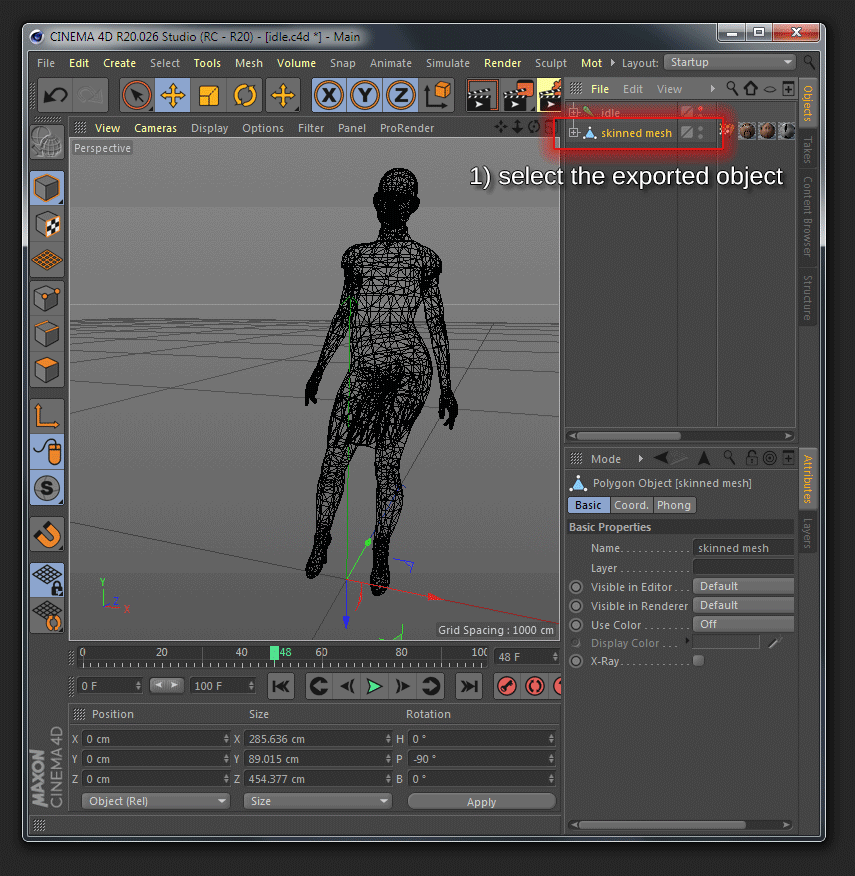 CINEMA 4D R20.026 Studio (RC - R20) - [idle.c4d *] - Main
File Edit Create Select Tools Mesh Volume Snap Animate Simulate Render Sculpt Mot Layout: Startup
X Y Z
File Edit View
Objects
Takes
Content Browser
Structure
View Cameras Display Options Filter Panel ProRender
idle
Perspective
skinned mesh
1) select the exported object
Mode
Attributes
Layers
Polygon Object [skinned mesh]
Basic Coord. Phong
Basic Properties
Name. . . . . . . . . . skinned mesh
Layer . . . . . . . . . .
Visible in Editor . . . Default
Visible in Renderer Default
Use Color . . . . . . . Off
Display Color . . .
X-Ray. . . . . . . . . .
S
Y
Z
X
Grid Spacing : 1000 cm
0 20 40 48 60 80 100
48 F
0 F 100 F
Position Size Rotation
X 0 cm X 285.636 cm H 0 °
Y 0 cm Y 89.015 cm P -90 °
Z 0 cm Z 454.377 cm B 0 °
Object (Rel) Size Apply
MAXON
CINEMA 4D